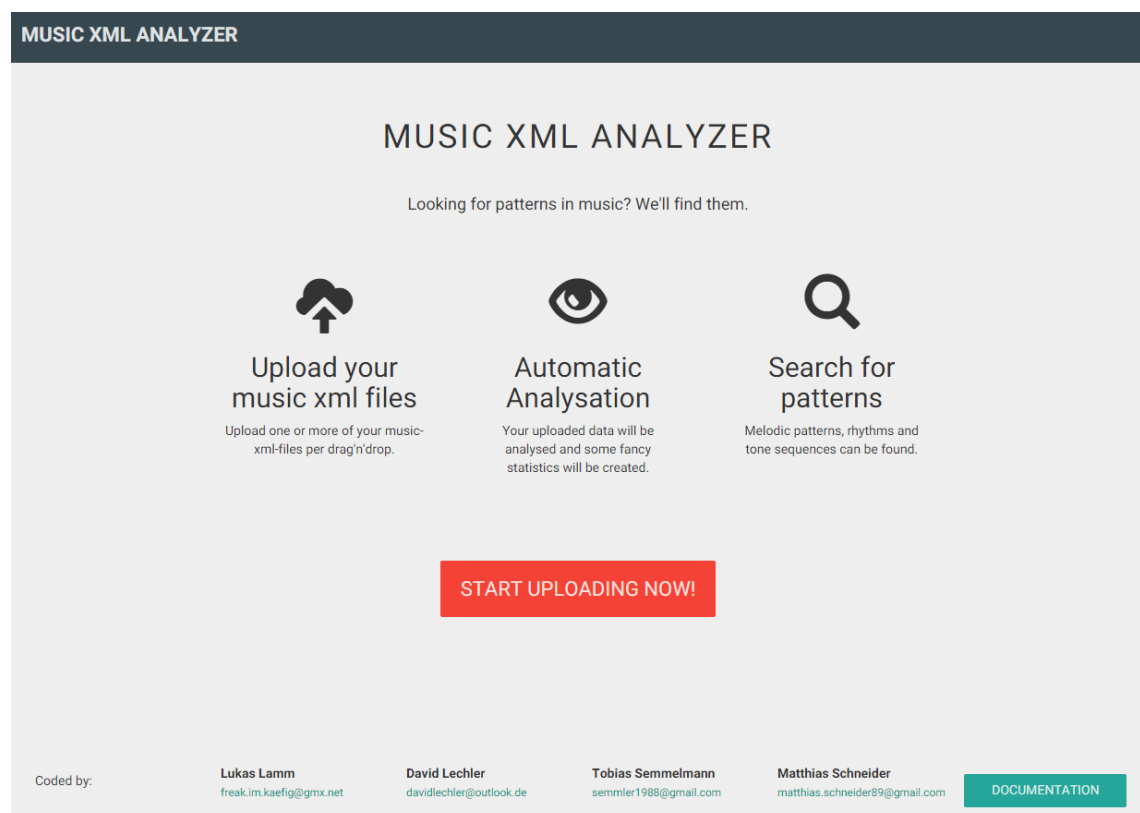 MUSIC XML ANALYZER
MUSIC XML ANALYZER
Looking for patterns in music? We'll find them.
Upload your
music xml files
Upload one or more of your music-
xml-files per drag'n'drop.
Automatic
Analysation
Your uploaded data will be
analysed and some fancy
statistics will be created.
Search for
patterns
Melodic patterns, rhythms and
tone sequences can be found.
START UPLOADING NOW!
Coded by:
Lukas Lamm
freak.im.kaefig@gmx.net
David Lechler
davidlechler@outlook.de
Tobias Semmelmann
semmler1988@gmail.com
Matthias Schneider
matthias.schneider89@gmail.com
DOCUMENTATION